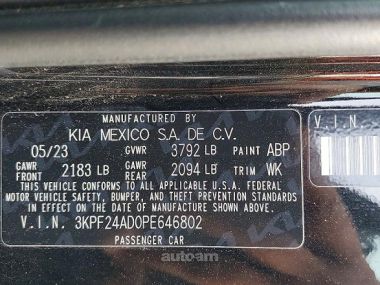 MANUFACTURED BY
KIA MEXICO S.A. DE C.V.
05/23 GVWR 3792 LB PAINT ABP
GAWR FRONT 2183 LB GAWR REAR 2094 LB TRIM WK
THIS VEHICLE CONFORMS TO ALL APPLICABLE U.S.A. FEDERAL
MOTOR VEHICLE SAFETY, BUMPER, AND THEFT PREVENTION STANDARDS
IN EFFECT ON THE DATE OF MANUFACTURE SHOWN ABOVE.
V.I.N. 3KPF24AD0PE646802
PASSENGER CAR
autoam
V I N